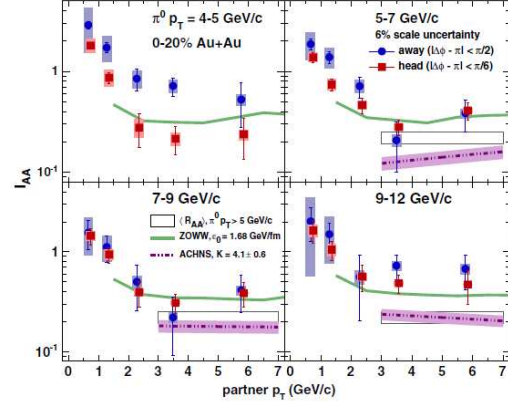 π⁰ p_T = 4-5 GeV/c
0-20% Au+Au
5-7 GeV/c
6% scale uncertainty
away (|Δϕ - π| < π/2)
head (|Δϕ - π| < π/6)
1
10⁻¹
I_AA
7-9 GeV/c
⟨R_AA⟩, π⁰ p_T > 5 GeV/c
ZOWW, ε₀ = 1.68 GeV/fm
ACHNS, K = 4.1 ± 0.6
9-12 GeV/c
1
10⁻¹
0 1 2 3 4 5 6 7
0 1 2 3 4 5 6 7
partner p_T (GeV/c)